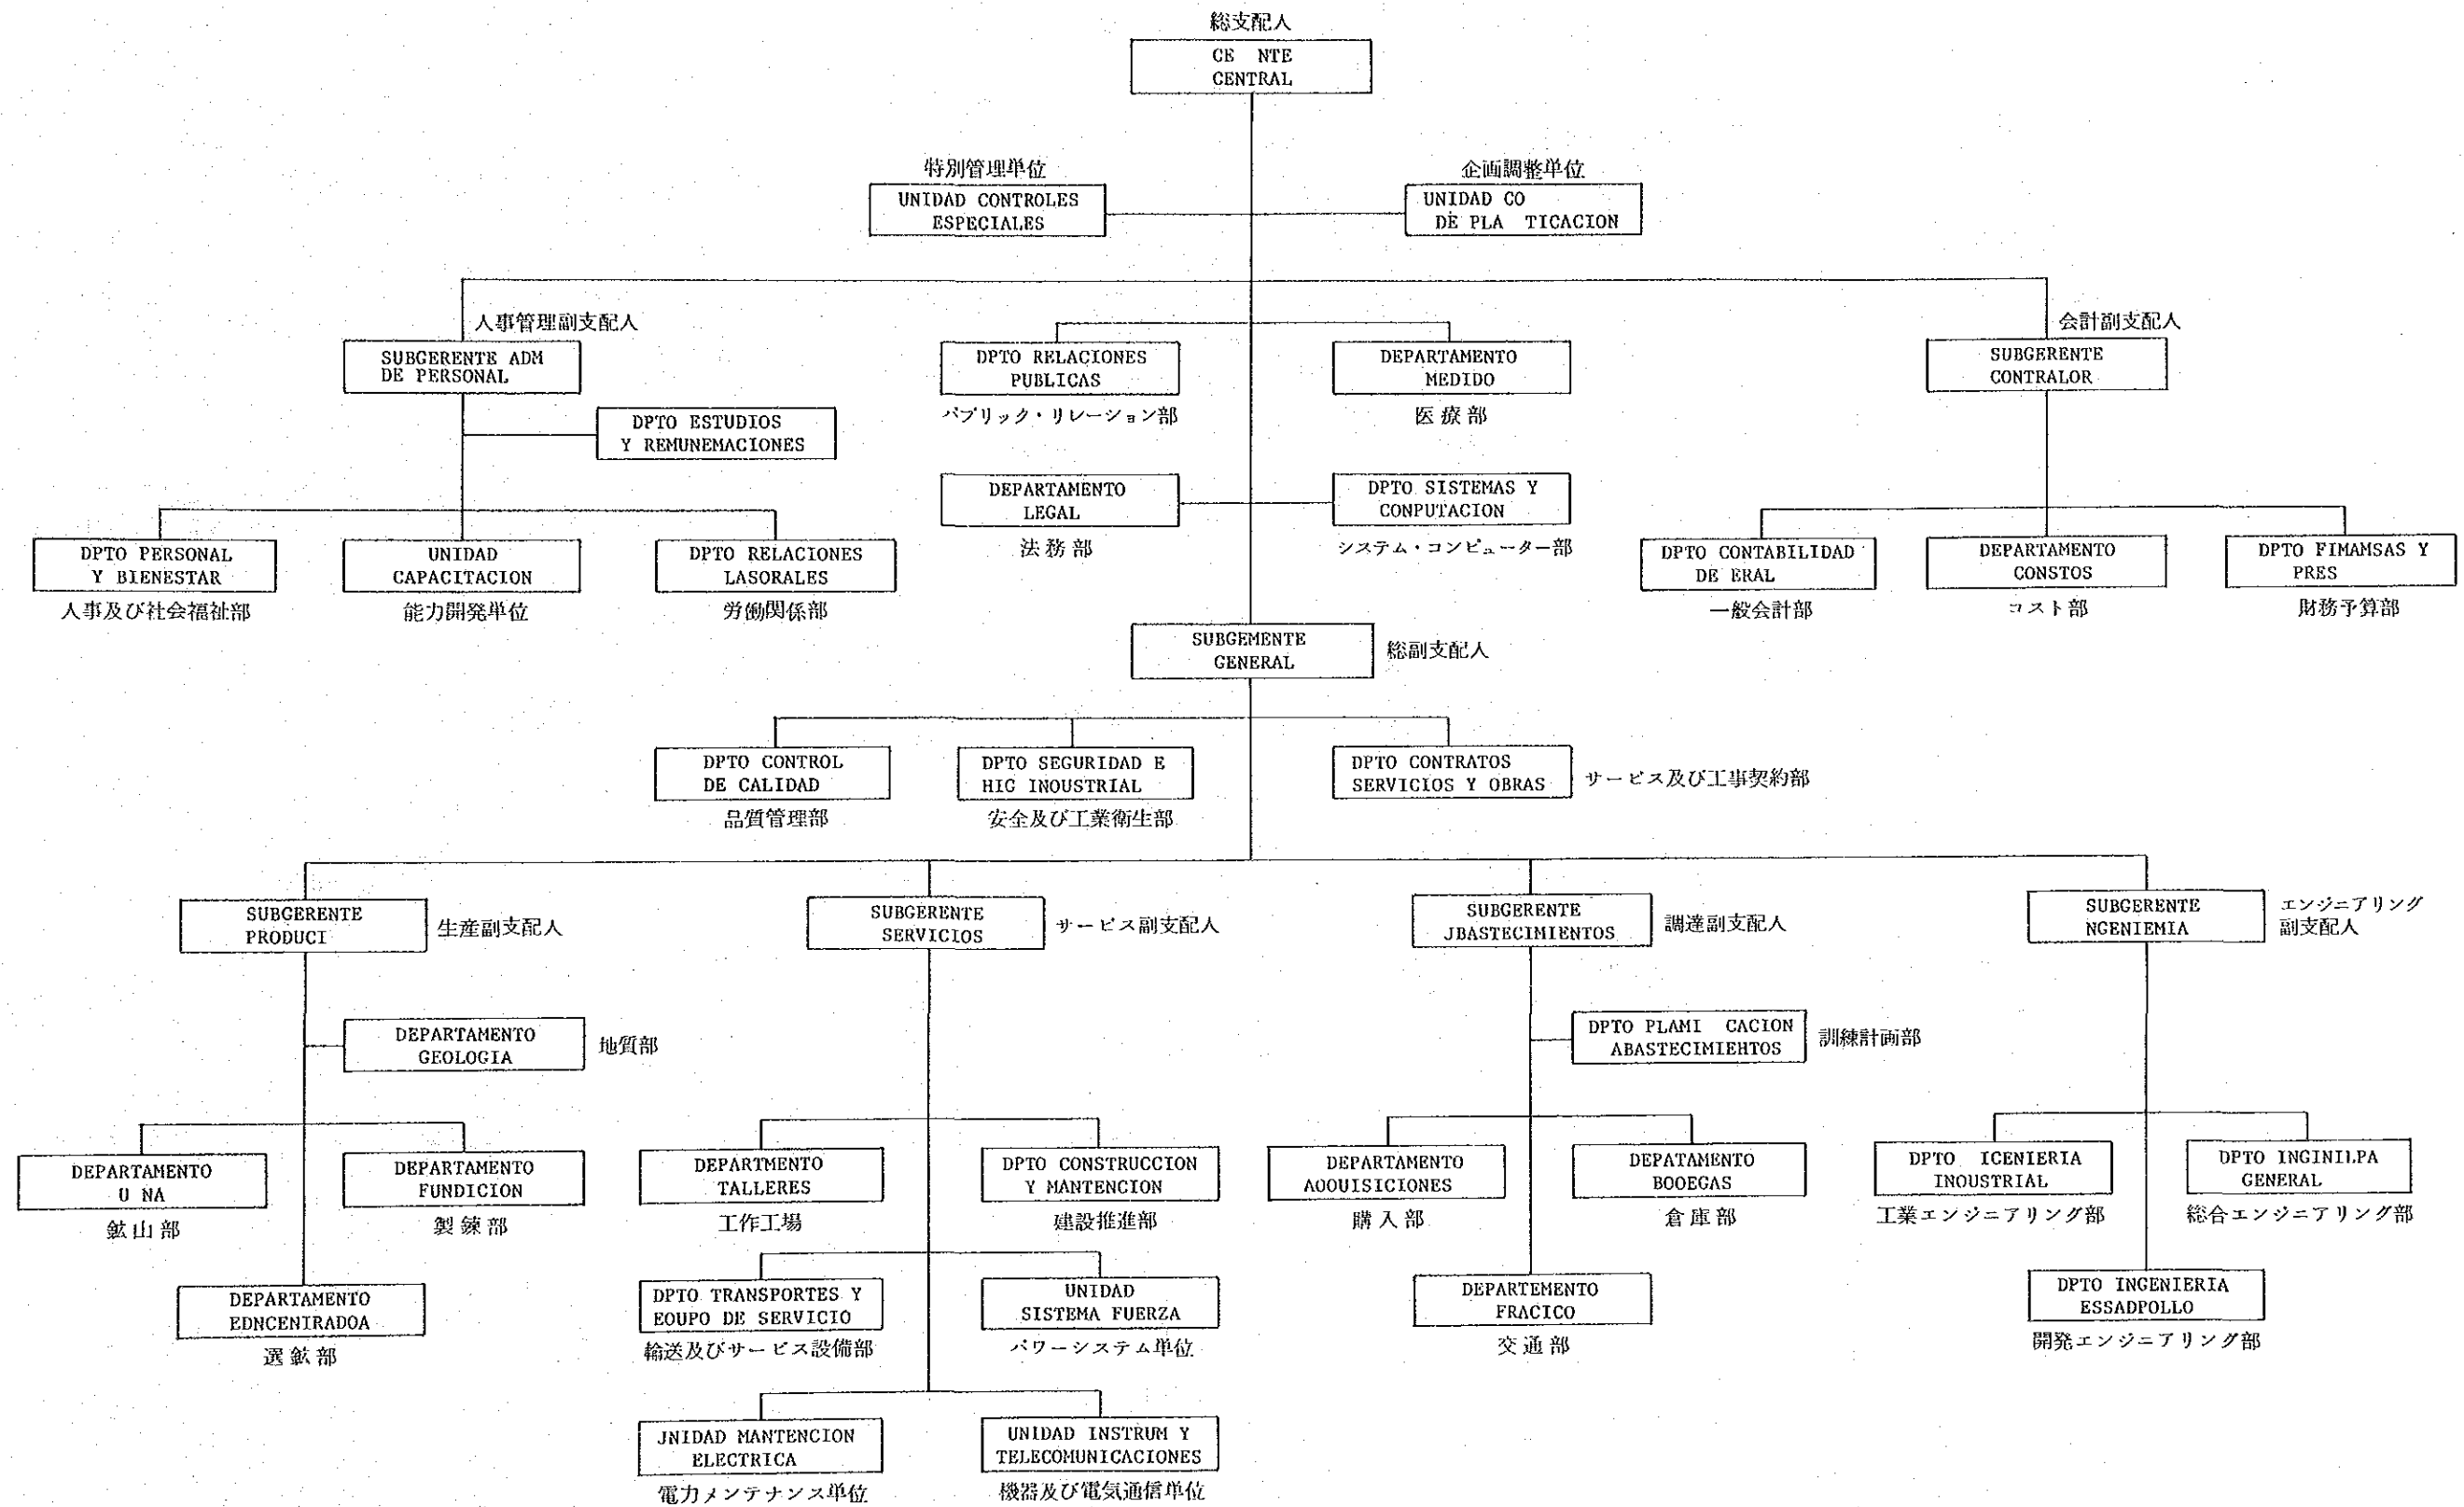 総支配人
CE NTE
CENTRAL
特別管理単位
UNIDAD CONTROLES
ESPECIALES
企画調整単位
UNIDAD CO
DE PLA TICACION
人事管理副支配人
SUBGERENTE ADM
DE PERSONAL
DPTO RELACIONES
PUBLICAS
パブリック・リレーション部
DEPARTAMENTO
MEDIDO
医療部
会計副支配人
SUBGERENTE
CONTRALOR
DPTO ESTUDIOS
Y REMUNEMACIONES
DEPARTAMENTO
LEGAL
法務部
DPTO SISTEMAS Y
CONPUTACION
システム・コンピューター部
DPTO PERSONAL
Y BIENESTAR
人事及び社会福祉部
UNIDAD
CAPACITACION
能力開発単位
DPTO RELACIONES
LASORALES
労働関係部
DPTO CONTABILIDAD
DE ERAL
一般会計部
DEPARTAMENTO
CONSTOS
コスト部
DPTO FIMAMSAS Y
PRES
財務予算部
SUBGEMENTE
GENERAL
総副支配人
DPTO CONTROL
DE CALIDAD
品質管理部
DPTO SEGURIDAD E
HIG INOUSTRIAL
安全及び工業衛生部
DPTO CONTRATOS
SERVICIOS Y OBRAS
サービス及び工事契約部
SUBGERENTE
PRODUCI
生産副支配人
SUBGERENTE
SERVICIOS
サービス副支配人
SUBGERENTE
JBASTECIMIENTOS
調達副支配人
SUBGERENTE
NGENIEMIA
エンジニアリング
副支配人
DEPARTAMENTO
GEOLOGIA
地質部
DPTO PLAMI CACION
ABASTECIMIEHTOS
訓練計画部
DEPARTAMENTO
U NA
鉱山部
DEPARTAMENTO
FUNDICION
製錬部
DEPARTMENTO
TALLERES
工作工場
DPTO CONSTRUCCION
Y MANTENCION
建設推進部
DEPARTAMENTO
AOOUISICIONES
購入部
DEPATAMENTO
BOOEGAS
倉庫部
DPTO ICENIERIA
INOUSTRIAL
工業エンジニアリング部
DPTO INGINILPA
GENERAL
総合エンジニアリング部
DEPARTAMENTO
EDNCENIRADOA
選鉱部
DPTO TRANSPORTES Y
EOUPO DE SERVICIO
輸送及びサービス設備部
UNIDAD
SISTEMA FUERZA
パワーシステム単位
DEPARTEMENTO
FRACICO
交通部
DPTO INGENIERIA
ESSADPOLLO
開発エンジニアリング部
JNIDAD MANTENCION
ELECTRICA
電力メンテナンス単位
UNIDAD INSTRUM Y
TELECOMUNICACIONES
機器及び電気通信単位